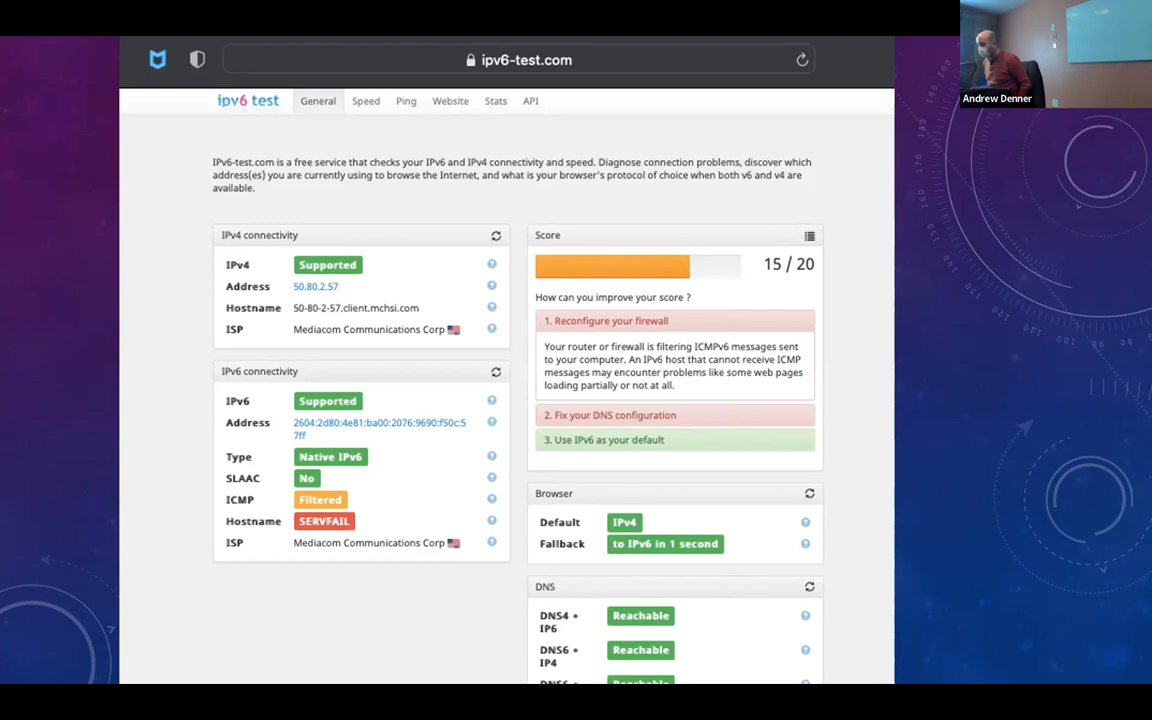 ipv6-test.com
Andrew Denner
ipv6 test General Speed Ping Website Stats API
IPv6-test.com is a free service that checks your IPv6 and IPv4 connectivity and speed. Diagnose connection problems, discover which
address(es) you are currently using to browse the Internet, and what is your browser's protocol of choice when both v6 and v4 are
available.
IPv4 connectivity
IPv4 Supported
Address 50.80.2.57
Hostname 50-80-2-57.client.mchsi.com
ISP Mediacom Communications Corp
IPv6 connectivity
IPv6 Supported
Address 2604:2d80:4e81:ba00:2076:9690:f50c:5
7ff
Type Native IPv6
SLAAC No
ICMP Filtered
Hostname SERVFAIL
ISP Mediacom Communications Corp
Score
15 / 20
How can you improve your score ?
1. Reconfigure your firewall
Your router or firewall is filtering ICMPv6 messages sent
to your computer. An IPv6 host that cannot receive ICMP
messages may encounter problems like some web pages
loading partially or not at all.
2. Fix your DNS configuration
3. Use IPv6 as your default
Browser
Default IPv4
Fallback to IPv6 in 1 second
DNS
DNS4 + Reachable
IP6
DNS6 + Reachable
IP4